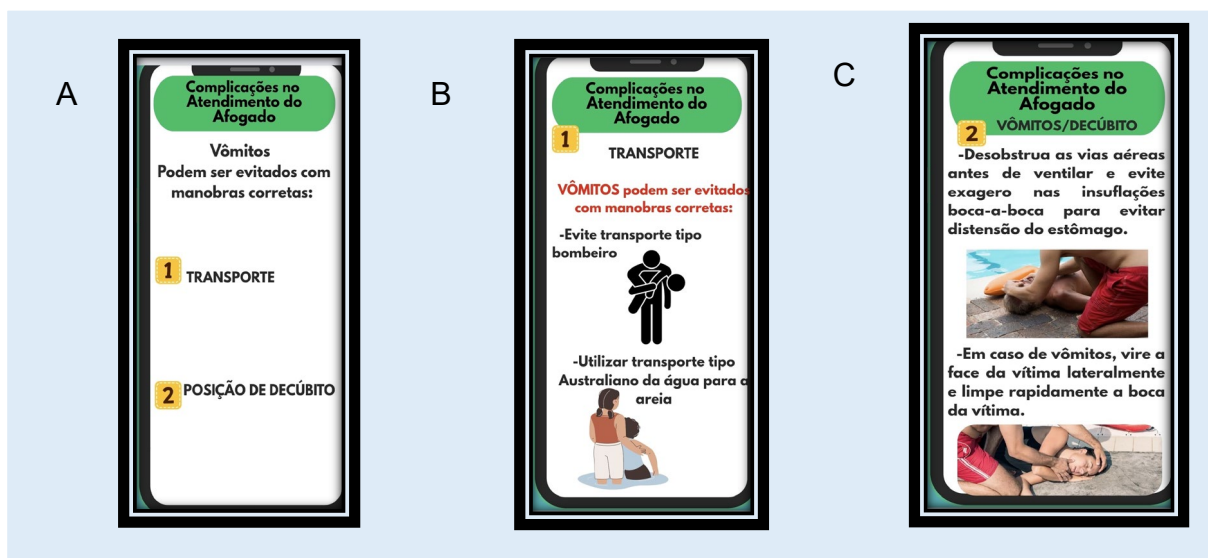 A
Complicações no
Atendimento do
Afogado
Vômitos
Podem ser evitados com
manobras corretas:
1 TRANSPORTE
2 POSIÇÃO DE DECÚBITO
B
Complicações no
Atendimento do
Afogado
1
TRANSPORTE
VÔMITOS podem ser evitados
com manobras corretas:
-Evite transporte tipo
bombeiro
-Utilizar transporte tipo
Australiano da água para a
areia
C
Complicações no
Atendimento do
Afogado
2 VÔMITOS/DECÚBITO
-Desobstrua as vias aéreas
antes de ventilar e evite
exagero nas insuflações
boca-a-boca para evitar
distensão do estômago.
-Em caso de vômitos, vire a
face da vítima lateralmente
e limpe rapidamente a boca
da vítima.